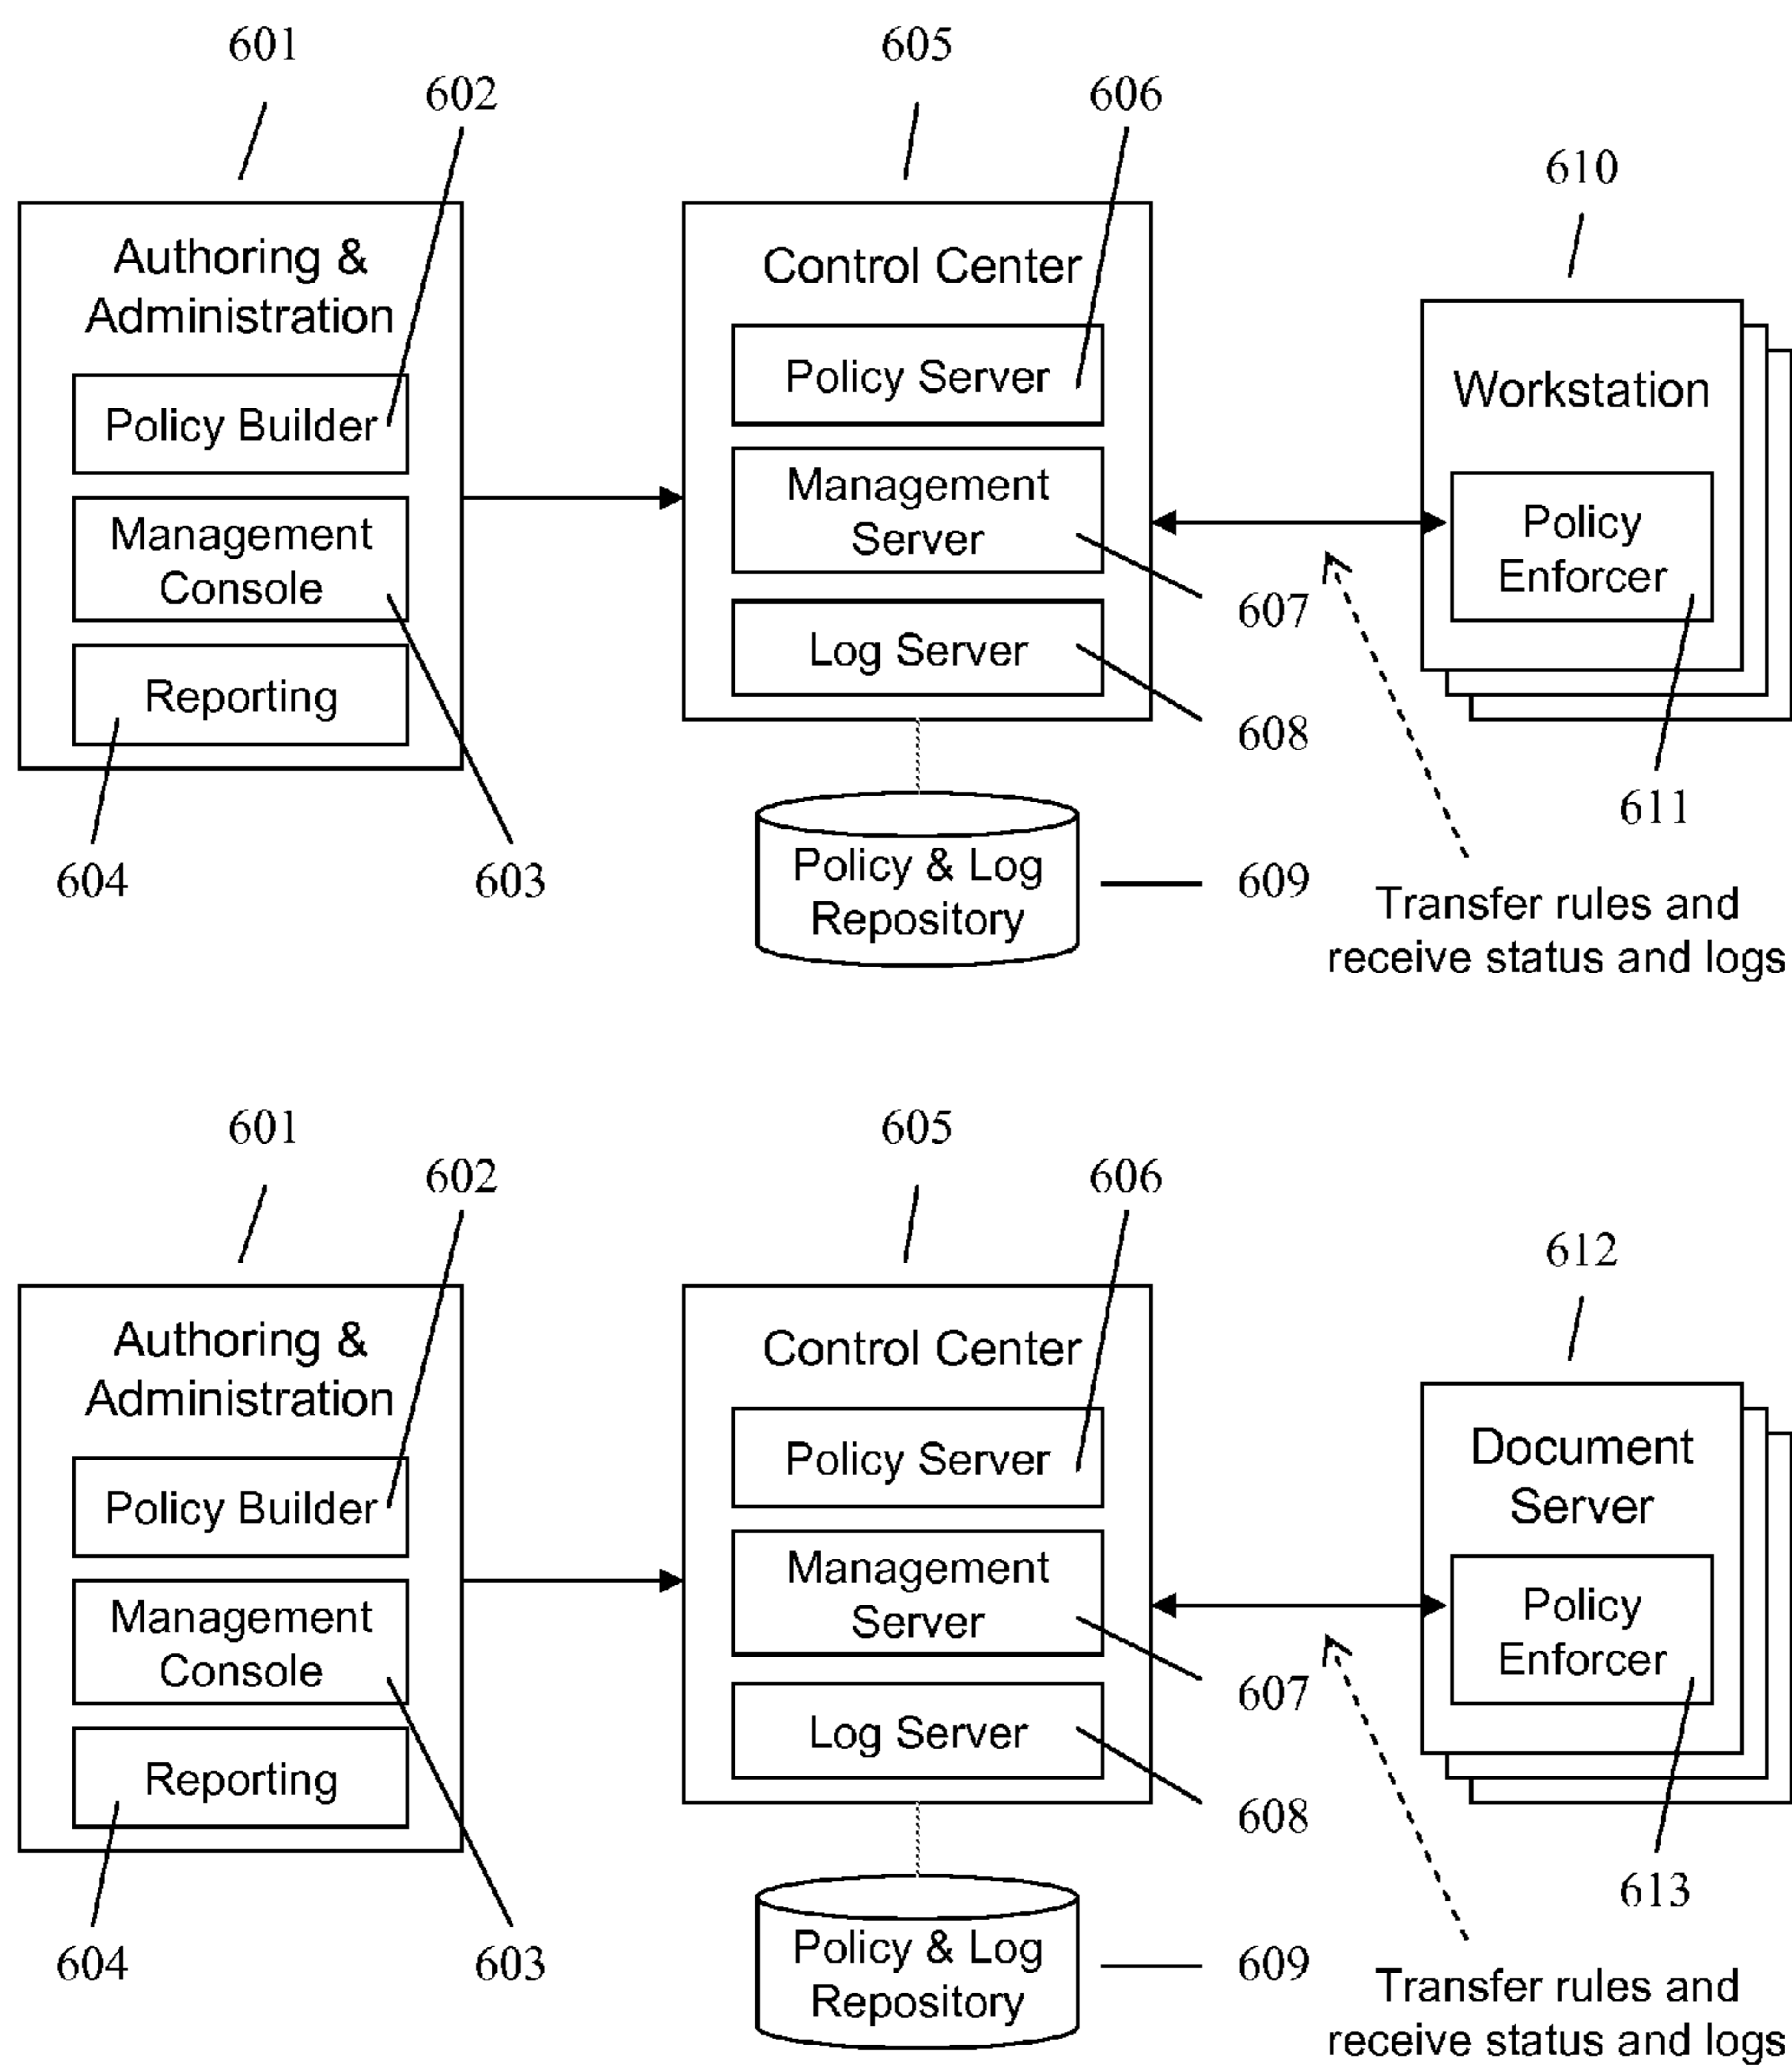 601
602
605
606
610
Authoring &
Administration
Policy Builder
Management
Console
Reporting
604
603
Control Center
Policy Server
Management
Server
Log Server
607
608
Policy & Log
Repository
609
Workstation
Policy
Enforcer
611
Transfer rules and
receive status and logs
601
602
605
606
612
Authoring &
Administration
Policy Builder
Management
Console
Reporting
604
603
Control Center
Policy Server
Management
Server
Log Server
607
608
Policy & Log
Repository
609
Document
Server
Policy
Enforcer
613
Transfer rules and
receive status and logs